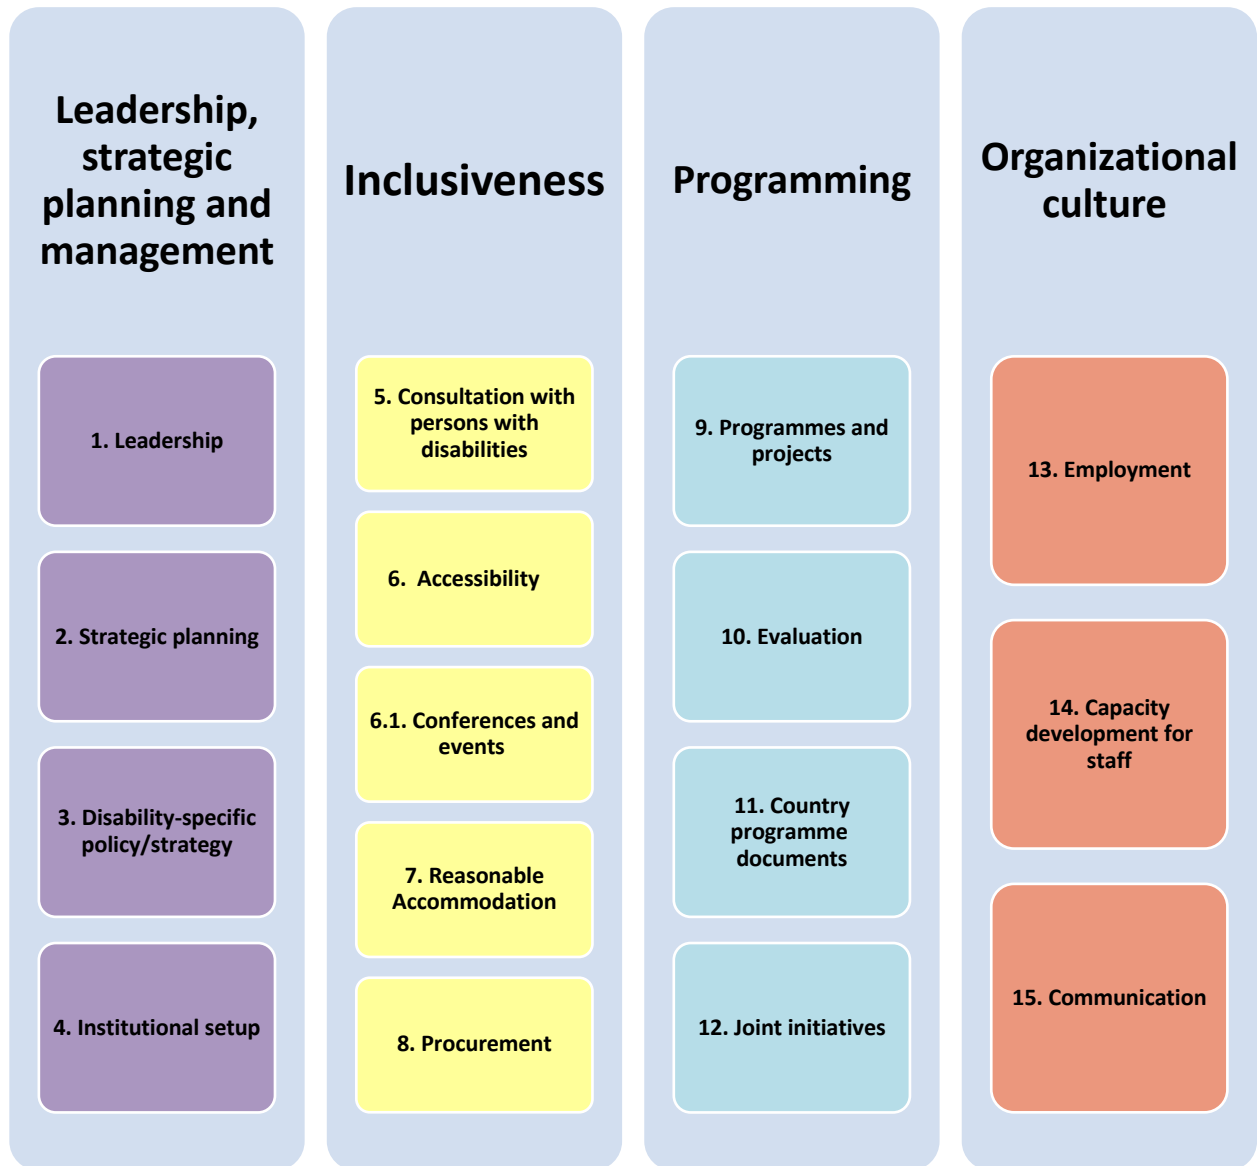 Leadership,
strategic
planning and
management
1. Leadership
2. Strategic planning
3. Disability-specific
policy/strategy
4. Institutional setup
Inclusiveness
5. Consultation with
persons with
disabilities
6. Accessibility
6.1. Conferences and
events
7. Reasonable
Accommodation
8. Procurement
Programming
9. Programmes and
projects
10. Evaluation
11. Country
programme
documents
12. Joint initiatives
Organizational
culture
13. Employment
14. Capacity
development for
staff
15. Communication